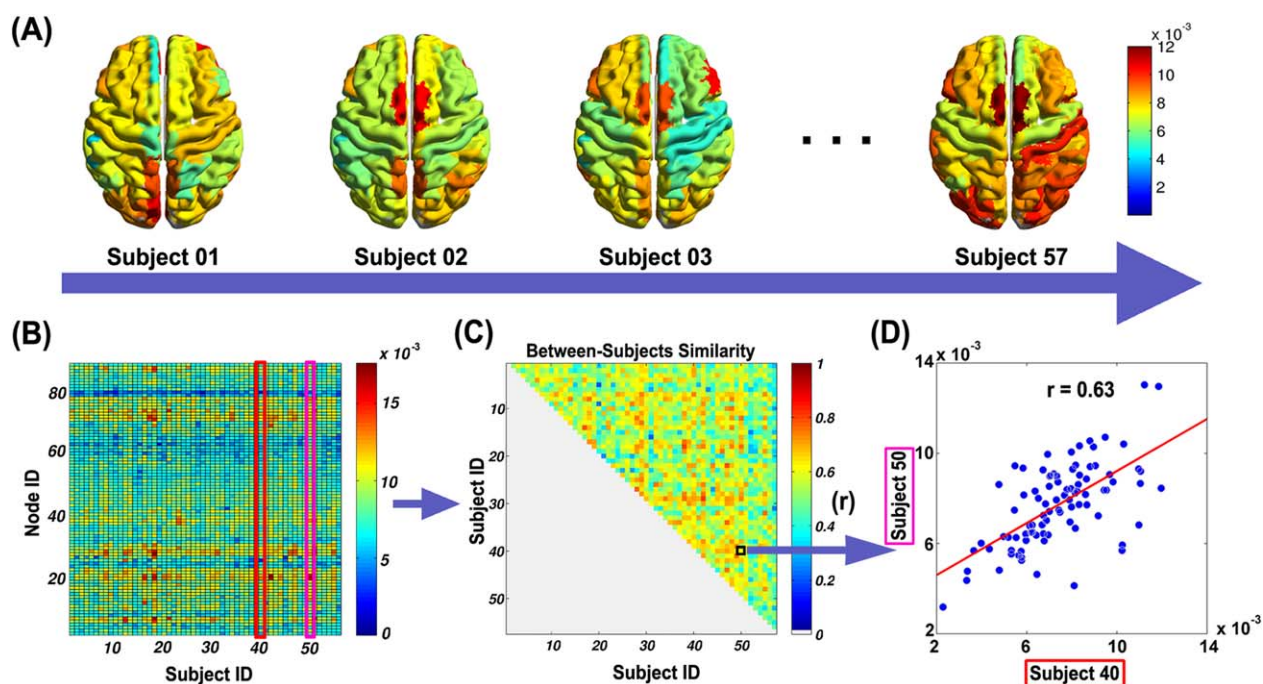 (A)
Subject 01
Subject 02
Subject 03
. . .
Subject 57
x 10⁻³
12
10
8
6
4
2
(B)
x 10⁻³
15
10
5
0
Node ID
80
60
40
20
10 20 30 40 50
Subject ID
(C)
Between-Subjects Similarity
Subject ID
10
20
30
40
50
10 20 30 40 50
Subject ID
1
0.8
0.6
0.4
0.2
0
(r)
(D)
14 x 10⁻³
r = 0.63
Subject 50
10
6
2
2 6 10 14
x 10⁻³
Subject 40